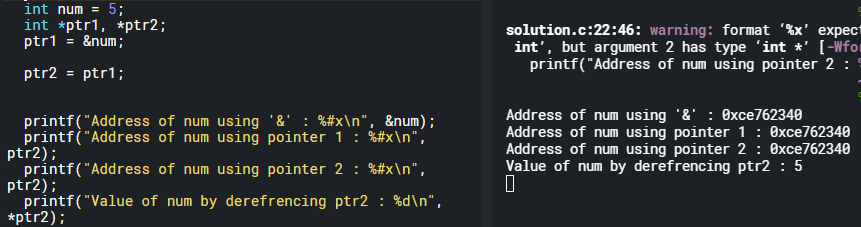 int num = 5;
int *ptr1, *ptr2;
ptr1 = &num;
ptr2 = ptr1;
printf("Address of num using '&' : %#x\n", &num);
printf("Address of num using pointer 1 : %#x\n",
ptr2);
printf("Address of num using pointer 2 : %#x\n",
ptr2);
printf("Value of num by derefrencing ptr2 : %d\n",
*ptr2);
solution.c:22:46: warning: format ‘%x’ expect
int’, but argument 2 has type ‘int *’ [-Wfor
printf("Address of num using pointer 2 : %
Address of num using '&' : 0xce762340
Address of num using pointer 1 : 0xce762340
Address of num using pointer 2 : 0xce762340
Value of num by derefrencing ptr2 : 5